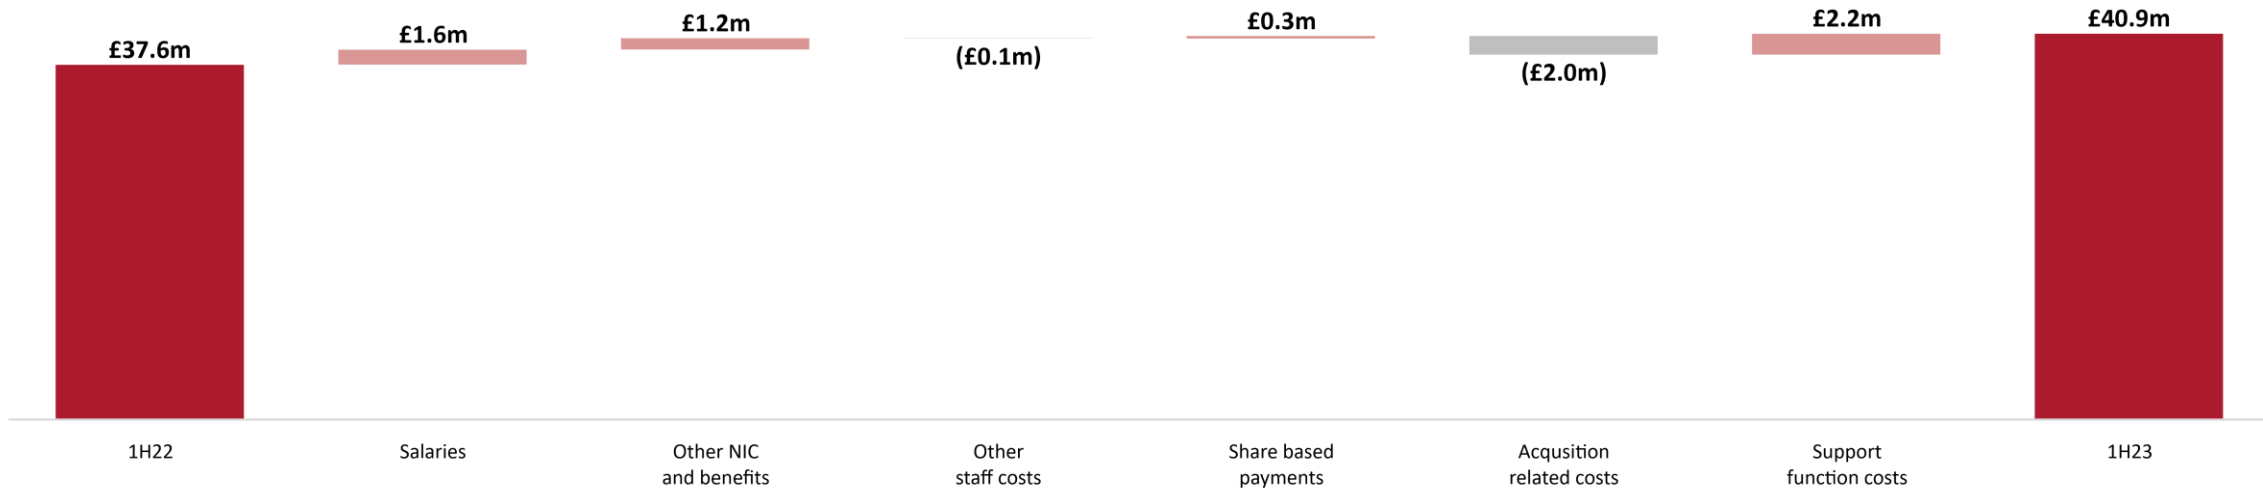 £37.6m
£1.6m
£1.2m
(£0.1m)
£0.3m
(£2.0m)
£2.2m
£40.9m
1H22
Salaries
Other NIC
and benefits
Other
staff costs
Share based
payments
Acqusition
related costs
Support
function costs
1H23